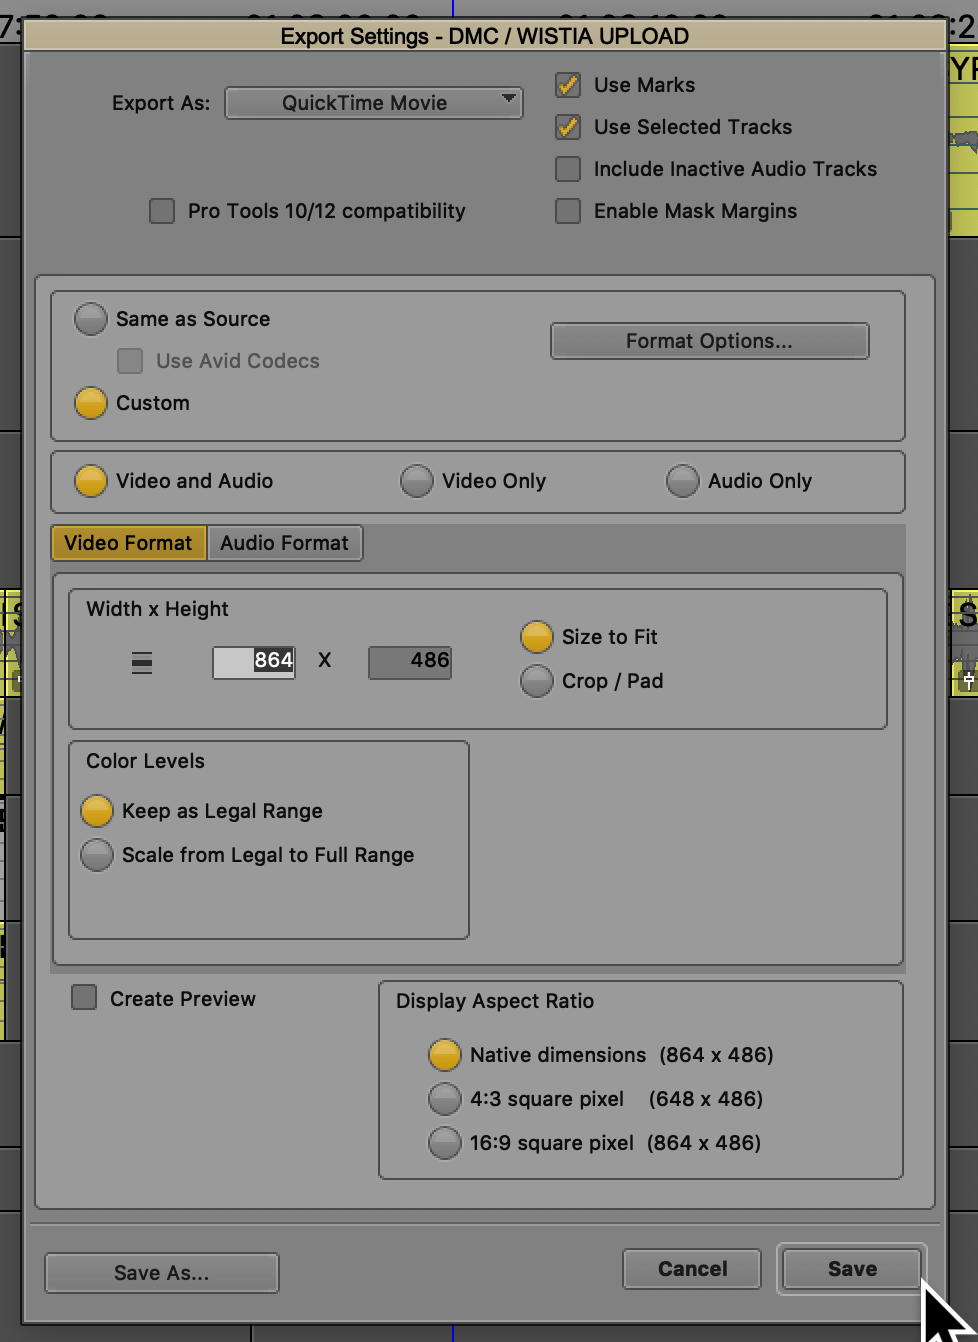 Export Settings - DMC / WISTIA UPLOAD
Export As: QuickTime Movie
Use Marks
Use Selected Tracks
Include Inactive Audio Tracks
Pro Tools 10/12 compatibility
Enable Mask Margins
Same as Source
Format Options...
Use Avid Codecs
Custom
Video and Audio
Video Only
Audio Only
Video Format
Audio Format
Width x Height
864 X 486
Size to Fit
Crop / Pad
Color Levels
Keep as Legal Range
Scale from Legal to Full Range
Create Preview
Display Aspect Ratio
Native dimensions (864 x 486)
4:3 square pixel (648 x 486)
16:9 square pixel (864 x 486)
Save As...
Cancel
Save